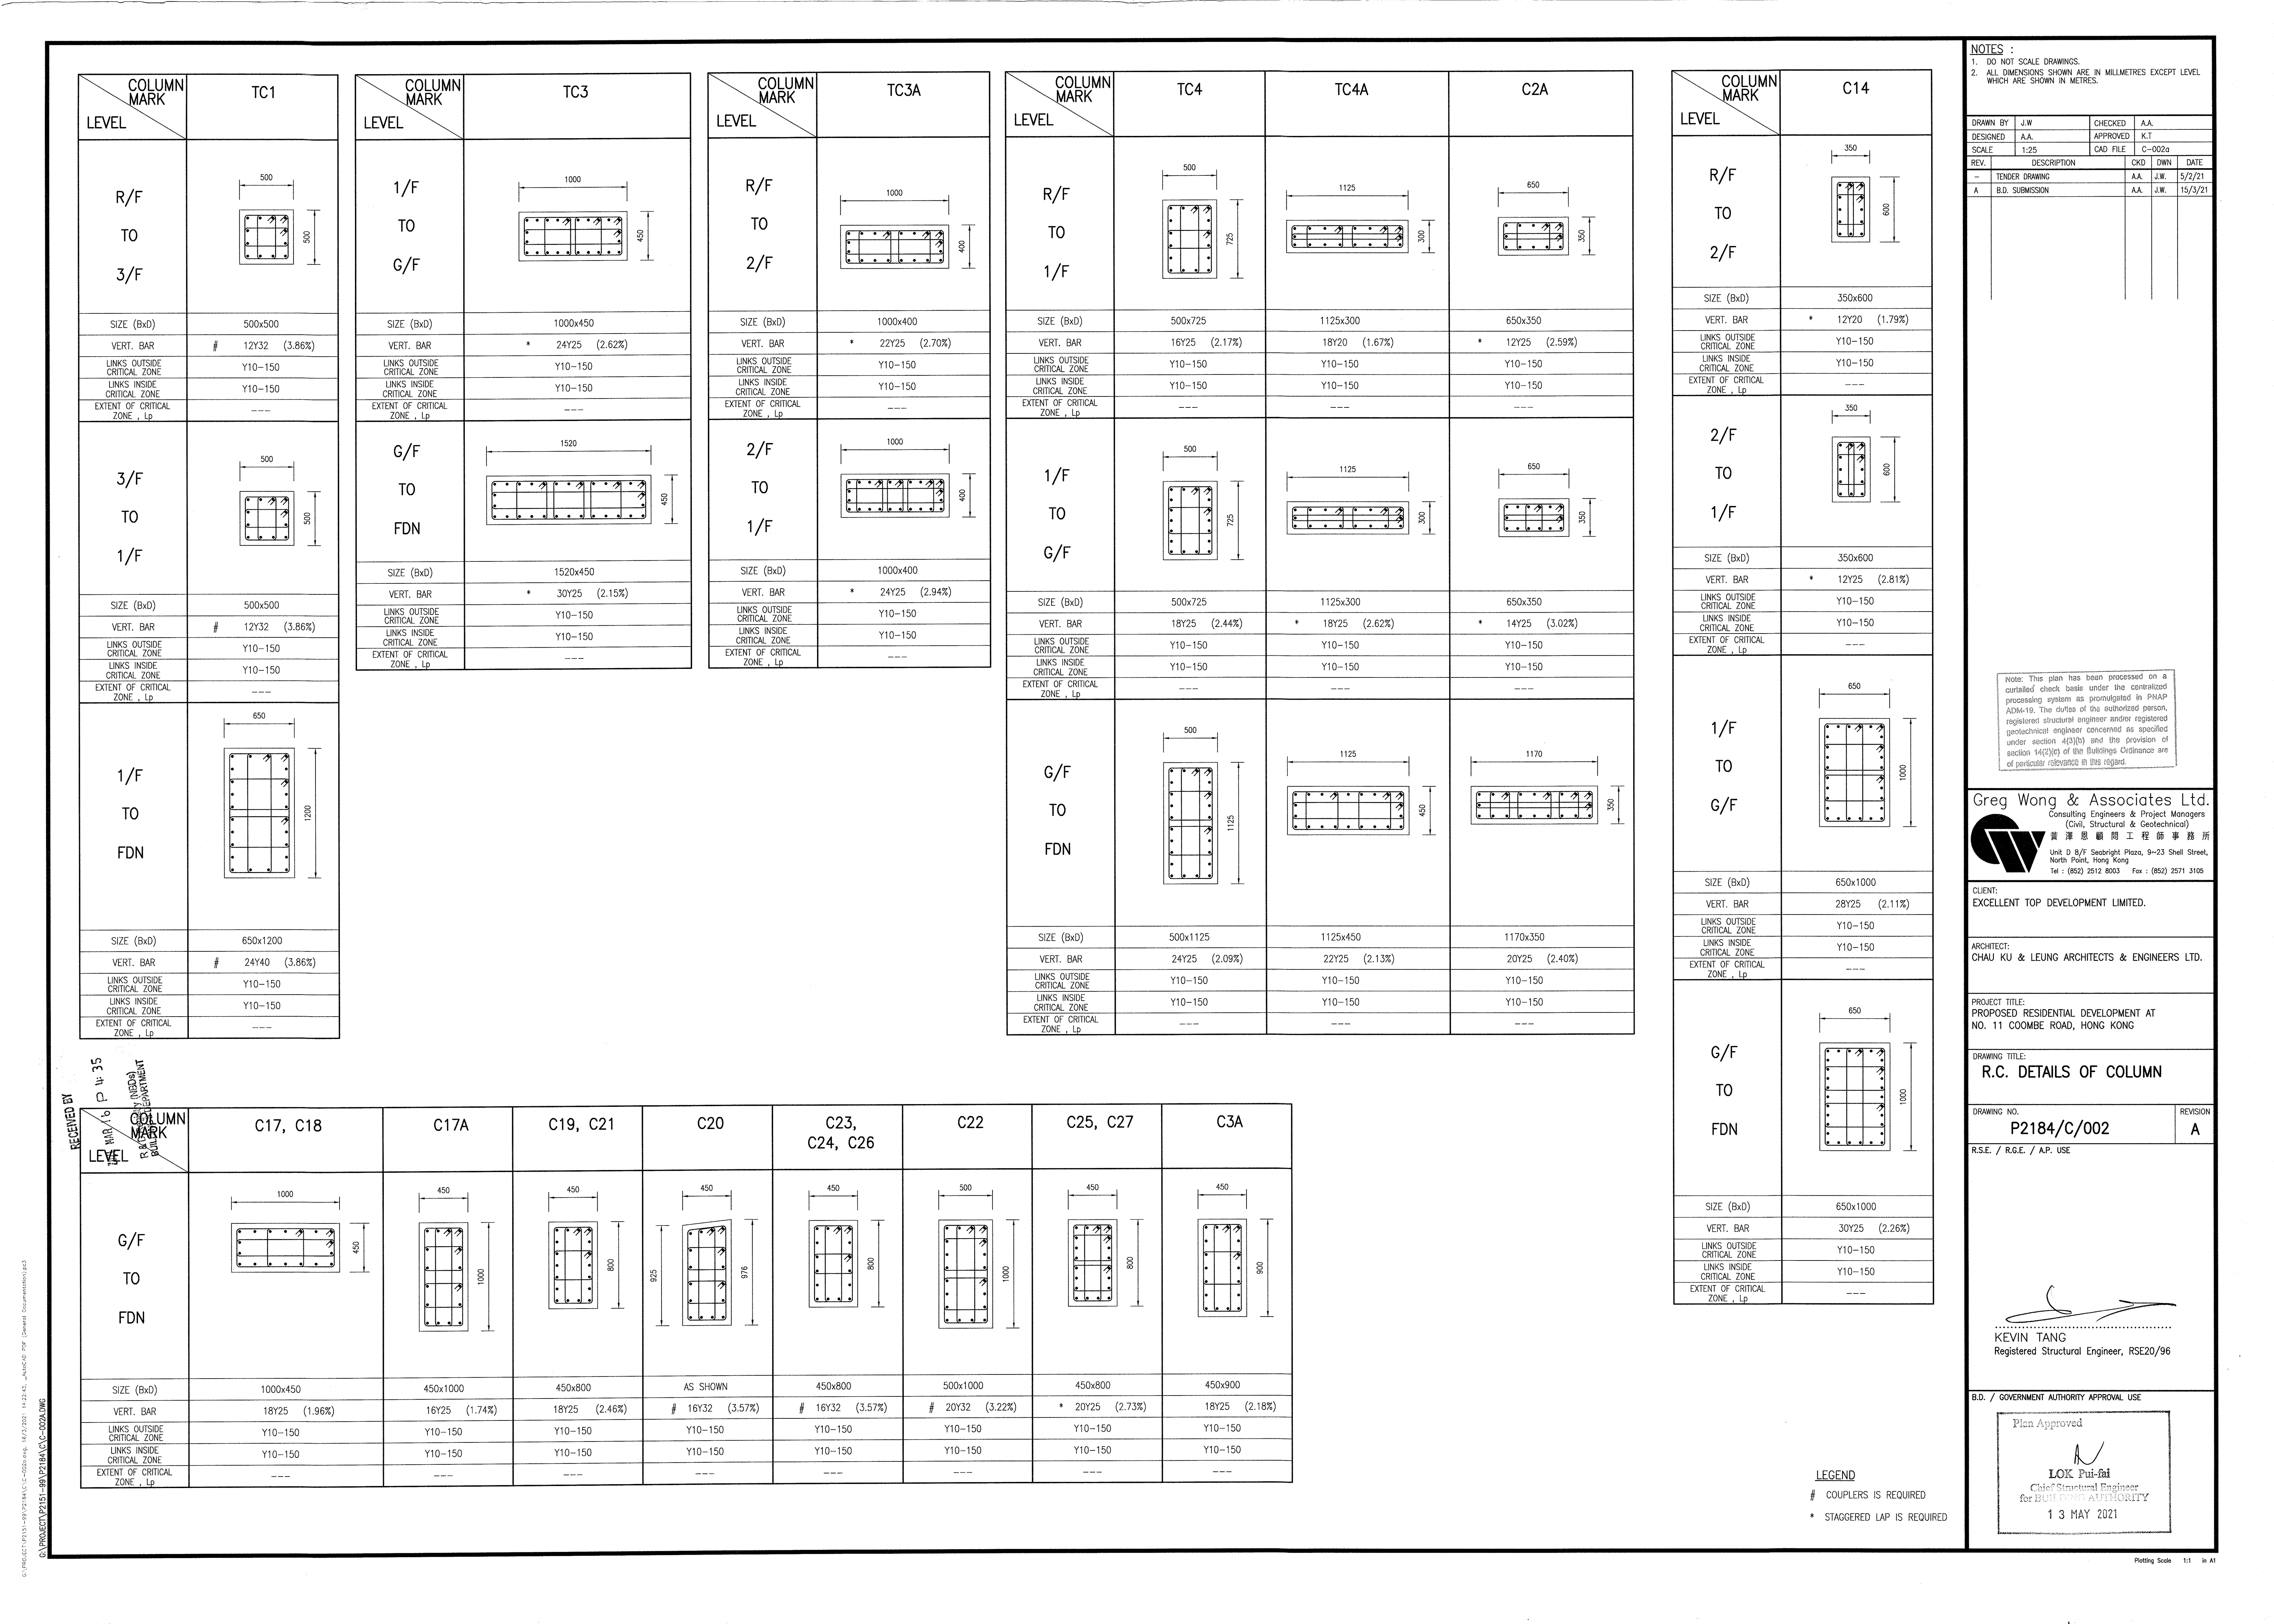 COLUMN
MARK
LEVEL
TC1
R/F
TO
3/F
500
500
SIZE (BxD)
500x500
VERT. BAR
# 12Y32 (3.86%)
LINKS OUTSIDE
CRITICAL ZONE
Y10-150
LINKS INSIDE
CRITICAL ZONE
Y10-150
EXTENT OF CRITICAL
ZONE , Lp
---
3/F
TO
1/F
500
500
SIZE (BxD)
500x500
VERT. BAR
# 12Y32 (3.86%)
LINKS OUTSIDE
CRITICAL ZONE
Y10-150
LINKS INSIDE
CRITICAL ZONE
Y10-150
EXTENT OF CRITICAL
ZONE , Lp
---
1/F
TO
FDN
650
1200
SIZE (BxD)
650x1200
VERT. BAR
# 24Y40 (3.86%)
LINKS OUTSIDE
CRITICAL ZONE
Y10-150
LINKS INSIDE
CRITICAL ZONE
Y10-150
EXTENT OF CRITICAL
ZONE , Lp
---
COLUMN
MARK
LEVEL
TC3
1/F
TO
G/F
1000
450
SIZE (BxD)
1000x450
VERT. BAR
* 24Y25 (2.62%)
LINKS OUTSIDE
CRITICAL ZONE
Y10-150
LINKS INSIDE
CRITICAL ZONE
Y10-150
EXTENT OF CRITICAL
ZONE , Lp
---
G/F
TO
FDN
1520
450
SIZE (BxD)
1520x450
VERT. BAR
* 30Y25 (2.15%)
LINKS OUTSIDE
CRITICAL ZONE
Y10-150
LINKS INSIDE
CRITICAL ZONE
Y10-150
EXTENT OF CRITICAL
ZONE , Lp
---
COLUMN
MARK
LEVEL
TC3A
R/F
TO
2/F
1000
400
SIZE (BxD)
1000x400
VERT. BAR
* 22Y25 (2.70%)
LINKS OUTSIDE
CRITICAL ZONE
Y10-150
LINKS INSIDE
CRITICAL ZONE
Y10-150
EXTENT OF CRITICAL
ZONE , Lp
---
2/F
TO
1/F
1000
400
SIZE (BxD)
1000x400
VERT. BAR
* 24Y25 (2.94%)
LINKS OUTSIDE
CRITICAL ZONE
Y10-150
LINKS INSIDE
CRITICAL ZONE
Y10-150
EXTENT OF CRITICAL
ZONE , Lp
---
COLUMN
MARK
LEVEL
TC4 TC4A C2A
R/F
TO
1/F
500 1125 650
725 300 350
SIZE (BxD) 500x725 1125x300 650x350
VERT. BAR 16Y25 (2.17%) 18Y20 (1.67%) * 12Y25 (2.59%)
LINKS OUTSIDE
CRITICAL ZONE
Y10-150 Y10-150 Y10-150
LINKS INSIDE
CRITICAL ZONE
Y10-150 Y10-150 Y10-150
EXTENT OF CRITICAL
ZONE , Lp
--- --- ---
1/F
TO
G/F
500 1125 650
725 300 350
SIZE (BxD) 500x725 1125x300 650x350
VERT. BAR 18Y25 (2.44%) * 18Y25 (2.62%) * 14Y25 (3.02%)
LINKS OUTSIDE
CRITICAL ZONE
Y10-150 Y10-150 Y10-150
LINKS INSIDE
CRITICAL ZONE
Y10-150 Y10-150 Y10-150
EXTENT OF CRITICAL
ZONE , Lp
--- --- ---
G/F
TO
FDN
500 1125 1170
1125 450 350
SIZE (BxD) 500x1125 1125x450 1170x350
VERT. BAR 24Y25 (2.09%) 22Y25 (2.13%) 20Y25 (2.40%)
LINKS OUTSIDE
CRITICAL ZONE
Y10-150 Y10-150 Y10-150
LINKS INSIDE
CRITICAL ZONE
Y10-150 Y10-150 Y10-150
EXTENT OF CRITICAL
ZONE , Lp
--- --- ---
COLUMN
MARK
LEVEL
C14
R/F
TO
2/F
350
600
SIZE (BxD)
350x600
VERT. BAR
* 12Y20 (1.79%)
LINKS OUTSIDE
CRITICAL ZONE
Y10-150
LINKS INSIDE
CRITICAL ZONE
Y10-150
EXTENT OF CRITICAL
ZONE , Lp
---
2/F
TO
1/F
350
600
SIZE (BxD)
350x600
VERT. BAR
* 12Y25 (2.81%)
LINKS OUTSIDE
CRITICAL ZONE
Y10-150
LINKS INSIDE
CRITICAL ZONE
Y10-150
EXTENT OF CRITICAL
ZONE , Lp
---
1/F
TO
G/F
650
1000
SIZE (BxD)
650x1000
VERT. BAR
28Y25 (2.11%)
LINKS OUTSIDE
CRITICAL ZONE
Y10-150
LINKS INSIDE
CRITICAL ZONE
Y10-150
EXTENT OF CRITICAL
ZONE , Lp
---
G/F
TO
FDN
650
1000
SIZE (BxD)
650x1000
VERT. BAR
30Y25 (2.26%)
LINKS OUTSIDE
CRITICAL ZONE
Y10-150
LINKS INSIDE
CRITICAL ZONE
Y10-150
EXTENT OF CRITICAL
ZONE , Lp
---
RECEIVED BY
MAR 16 P 4:35
(NBDs)
DEPARTMENT
COLUMN
MARK
LEVEL
C17, C18 C17A C19, C21 C20 C23,
C24, C26 C22 C25, C27 C3A
G/F
TO
FDN
1000 450 450 450 450 500 450 450
450 1000 800 925 976 800 1000 800 900
SIZE (BxD) 1000x450 450x1000 450x800 AS SHOWN 450x800 500x1000 450x800 450x900
VERT. BAR 18Y25 (1.96%) 16Y25 (1.74%) 18Y25 (2.46%) # 16Y32 (3.57%) # 16Y32 (3.57%) # 20Y32 (3.22%) * 20Y25 (2.73%) 18Y25 (2.18%)
LINKS OUTSIDE
CRITICAL ZONE
Y10-150 Y10-150 Y10-150 Y10-150 Y10-150 Y10-150 Y10-150 Y10-150
LINKS INSIDE
CRITICAL ZONE
Y10-150 Y10-150 Y10-150 Y10-150 Y10-150 Y10-150 Y10-150 Y10-150
EXTENT OF CRITICAL
ZONE , Lp
--- --- --- --- --- --- --- ---
LEGEND
# COUPLERS IS REQUIRED
* STAGGERED LAP IS REQUIRED
NOTES :
1. DO NOT SCALE DRAWINGS.
2. ALL DIMENSIONS SHOWN ARE IN MILLMETRES EXCEPT LEVEL
WHICH ARE SHOWN IN METRES.
DRAWN BY J.W CHECKED A.A.
DESIGNED A.A. APPROVED K.T
SCALE 1:25 CAD FILE C-002a
REV. DESCRIPTION CKD DWN DATE
- TENDER DRAWING A.A. J.W. 5/2/21
A B.D. SUBMISSION A.A. J.W. 15/3/21
Note: This plan has been processed on a
curtailed check basis under the centralized
processing system as promulgated in PNAP
ADM-19. The duties of the authorized person,
registered structural engineer and/or registered
geotechnical engineer concerned as specified
under section 4(3)(b) and the provision of
section 14(2)(c) of the Buildings Ordinance are
of particular relevance in this regard.
Greg Wong & Associates Ltd.
Consulting Engineers & Project Managers
(Civil, Structural & Geotechnical)
黃澤恩顧問工程師事務所
Unit D 8/F Seabright Plaza, 9-23 Shell Street,
North Point, Hong Kong
Tel : (852) 2512 8003 Fax : (852) 2571 3105
CLIENT:
EXCELLENT TOP DEVELOPMENT LIMITED.
ARCHITECT:
CHAU KU & LEUNG ARCHITECTS & ENGINEERS LTD.
PROJECT TITLE:
PROPOSED RESIDENTIAL DEVELOPMENT AT
NO. 11 COOMBE ROAD, HONG KONG
DRAWING TITLE:
R.C. DETAILS OF COLUMN
DRAWING NO. REVISION
P2184/C/002 A
R.S.E. / R.G.E. / A.P. USE
KEVIN TANG
Registered Structural Engineer, RSE20/96
B.D. / GOVERNMENT AUTHORITY APPROVAL USE
Plan Approved
LOK Pui-fai
Chief Structural Engineer
for BUILDING AUTHORITY
13 MAY 2021
Plotting Scale 1:1 in A1
G:\PROJECT\P2151-99\P2184\C\C-002A.DWG